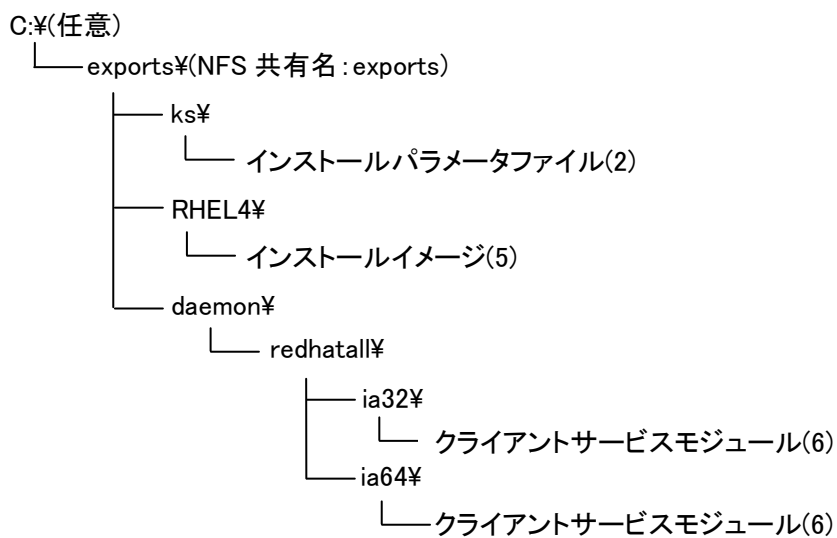 C:¥(任意)
exports¥(NFS 共有名:exports)
ks¥
インストールパラメータファイル(2)
RHEL4¥
インストールイメージ(5)
daemon¥
redhatall¥
ia32¥
クライアントサービスモジュール(6)
ia64¥
クライアントサービスモジュール(6)